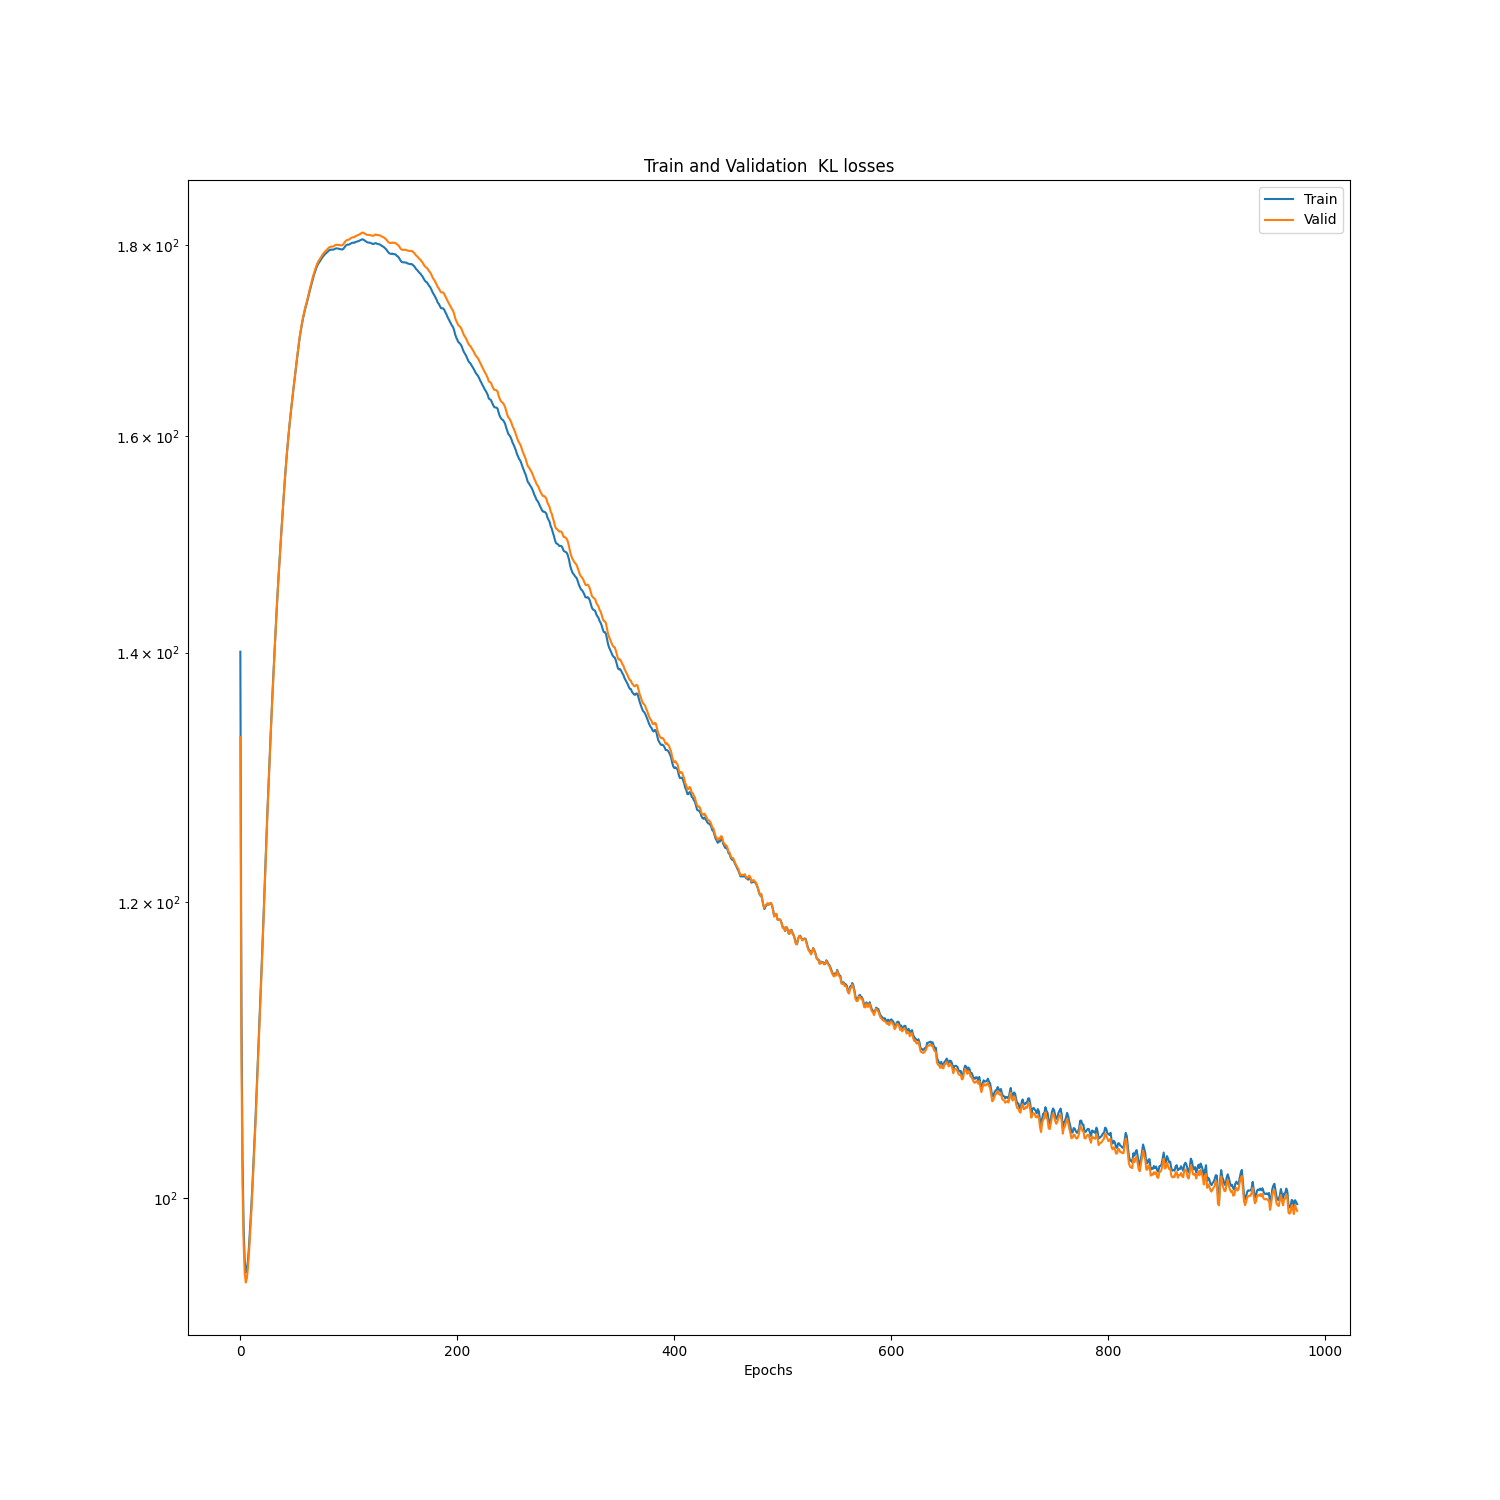 Train and Validation  KL losses
Train
Valid
1.8 × 10²
1.6 × 10²
1.4 × 10²
1.2 × 10²
10²
0 200 400 600 800 1000
Epochs